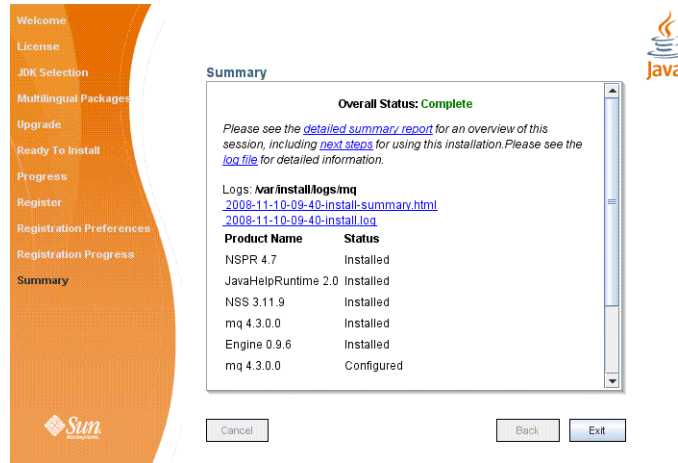 Welcome
License
JDK Selection
Multilingual Packages
Upgrade
Ready To Install
Progress
Register
Registration Preferences
Registration Progress
Summary
Sun
microsystems
Java
Summary
Overall Status: Complete
Please see the detailed summary report for an overview of this
session, including next steps for using this installation.Please see the
log file for detailed information.
Logs: /var/install/logs/mq
2008-11-10-09-40-install-summary.html
2008-11-10-09-40-install.log
Product Name Status
NSPR 4.7 Installed
JavaHelpRuntime 2.0 Installed
NSS 3.11.9 Installed
mq 4.3.0.0 Installed
Engine 0.9.6 Installed
mq 4.3.0.0 Configured
Cancel Back Exit